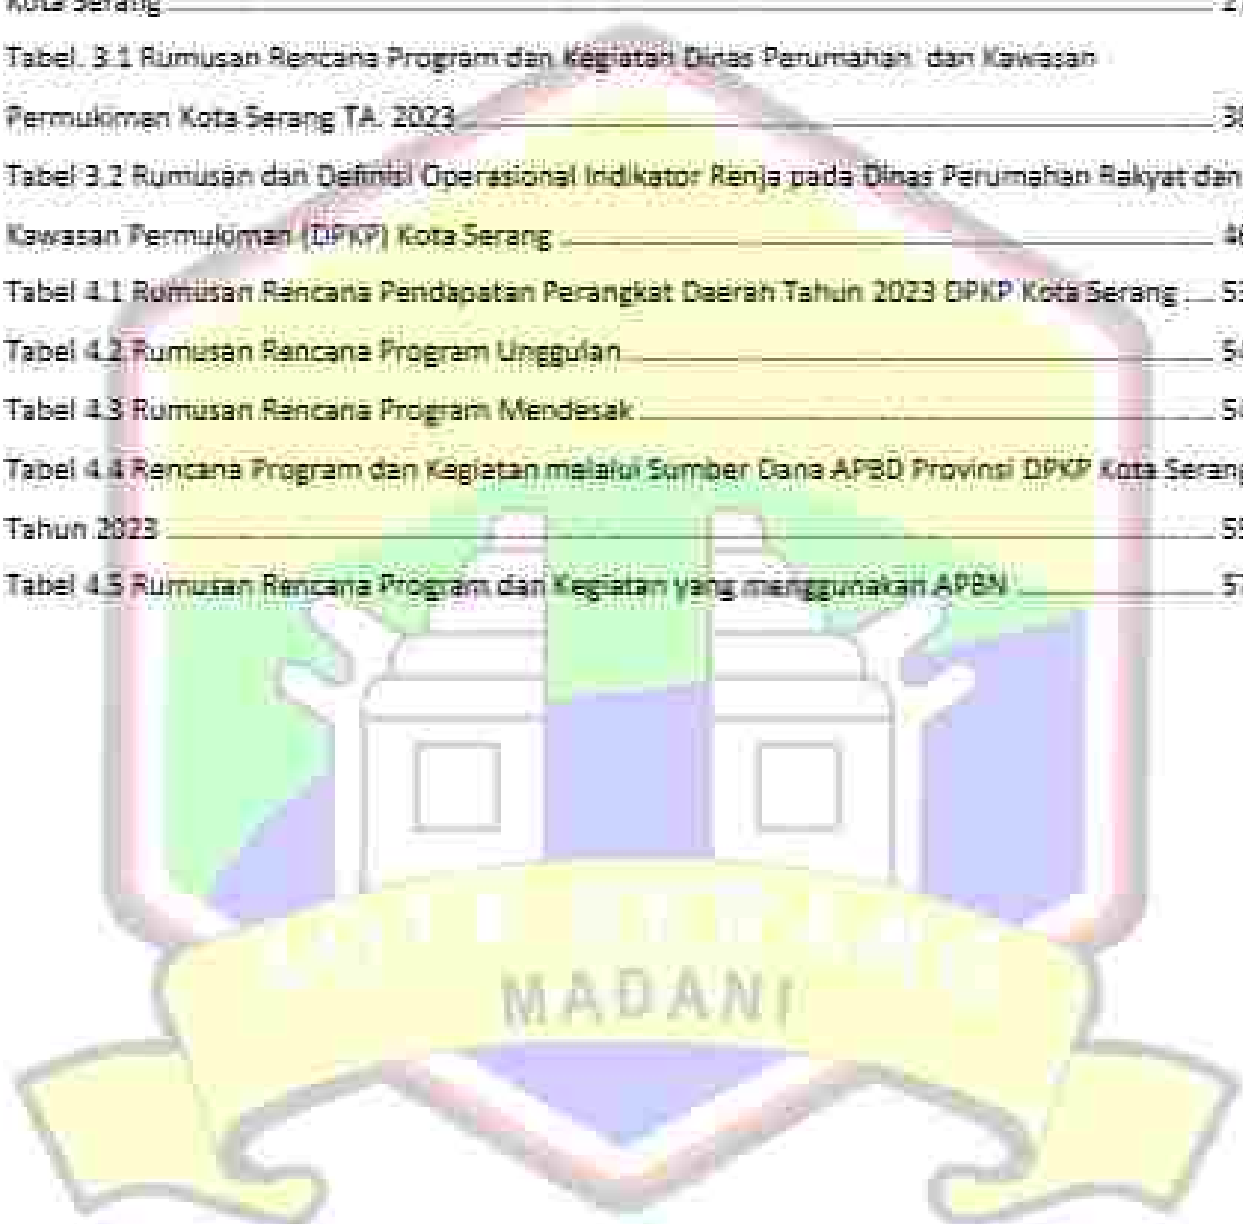 Kota Serang
Tabel. 3.1 Rumusan Rencana Program dan Kegiatan Dinas Perumahan dan Kawasan
Permukiman Kota Serang TA. 2023
Tabel 3.2 Rumusan dan Definisi Operasional Indikator Renja pada Dinas Perumahan Rakyat dan
Kawasan Permukiman (DPKP) Kota Serang
Tabel 4.1 Rumusan Rencana Pendapatan Perangkat Daerah Tahun 2023 DPKP Kota Serang
Tabel 4.2 Rumusan Rencana Program Unggulan
Tabel 4.3 Rumusan Rencana Program Mendesak
Tabel 4.4 Rencana Program dan Kegiatan melalui Sumber Dana APBD Provinsi DPKP Kota Serang
Tahun 2023
Tabel 4.5 Rumusan Rencana Program dan Kegiatan yang menggunakan APBN
KOTA SERANG
MADANI